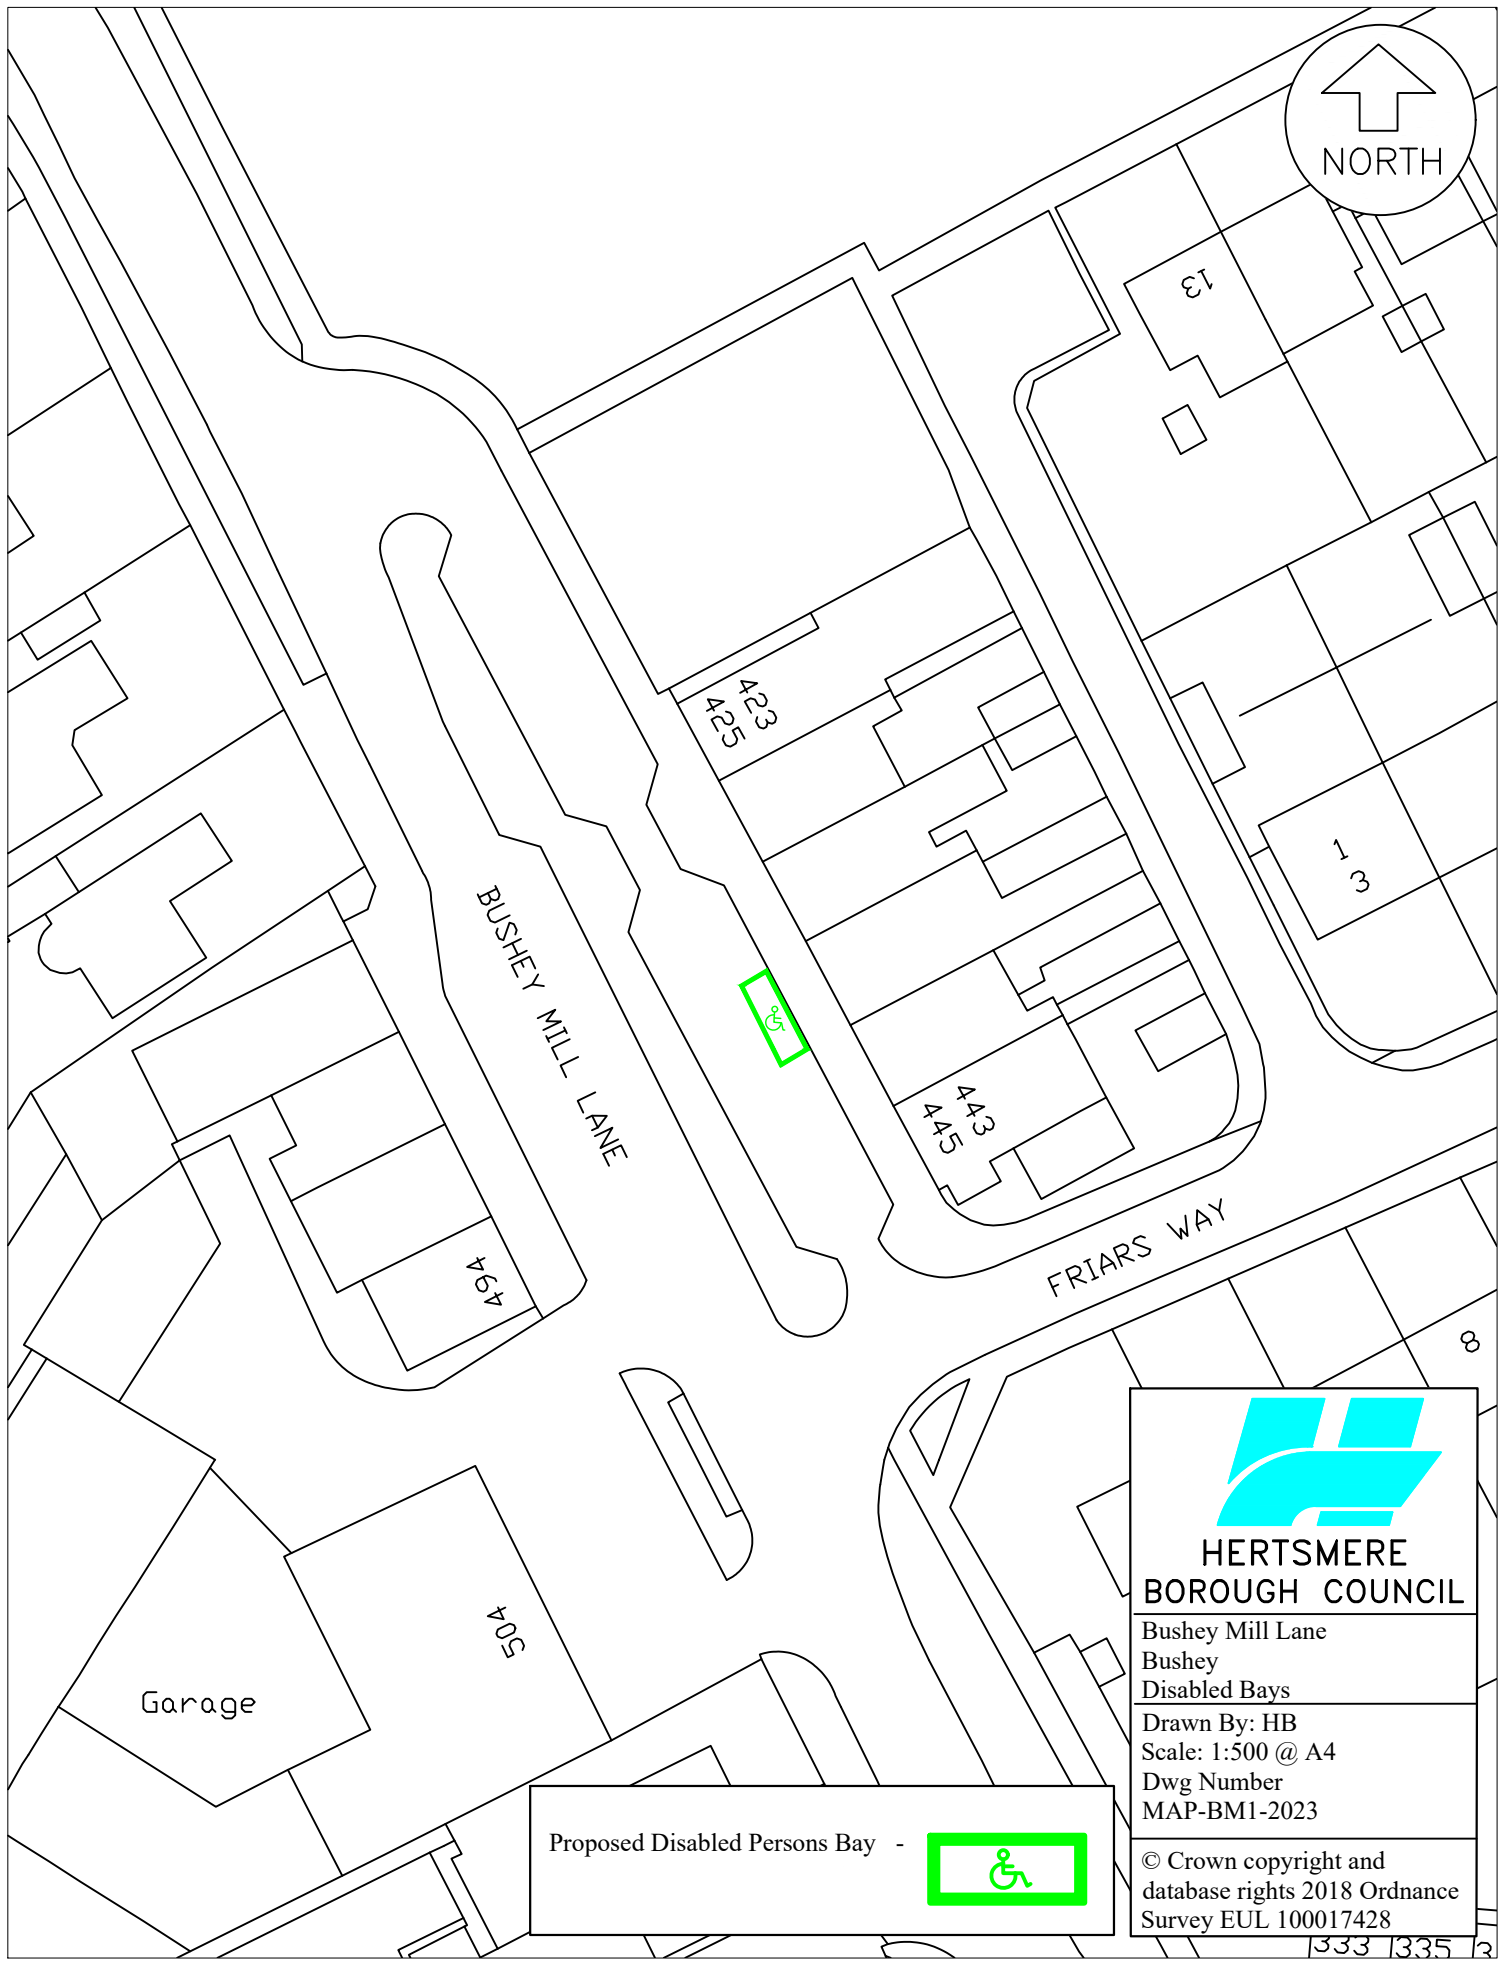 NORTH
13
423
425
1
3
BUSHEY MILL LANE
443
445
FRIARS WAY
494
8
504
Garage
HERTSMERE
BOROUGH COUNCIL
Bushey Mill Lane
Bushey
Disabled Bays
Drawn By: HB
Scale: 1:500 @ A4
Dwg Number
MAP-BM1-2023
Proposed Disabled Persons Bay -
© Crown copyright and
database rights 2018 Ordnance
Survey EUL 100017428
333 335